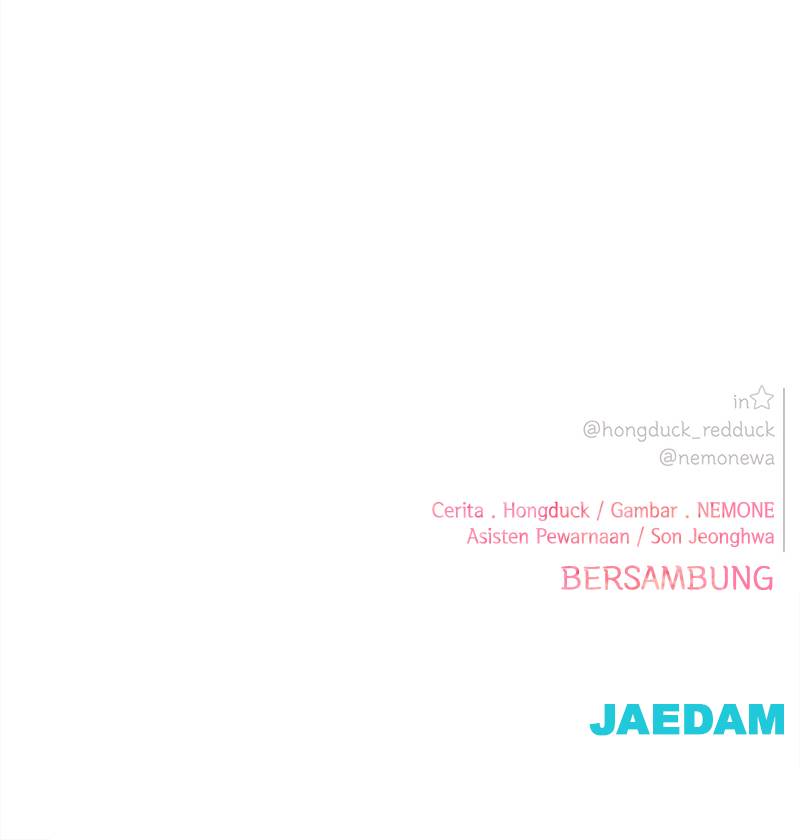 in☆
@hongduck_redduck
@nemonewa
Cerita . Hongduck / Gambar . NEMONE
Asisten Pewarnaan / Son Jeonghwa
BERSAMBUNG
JAEDAM